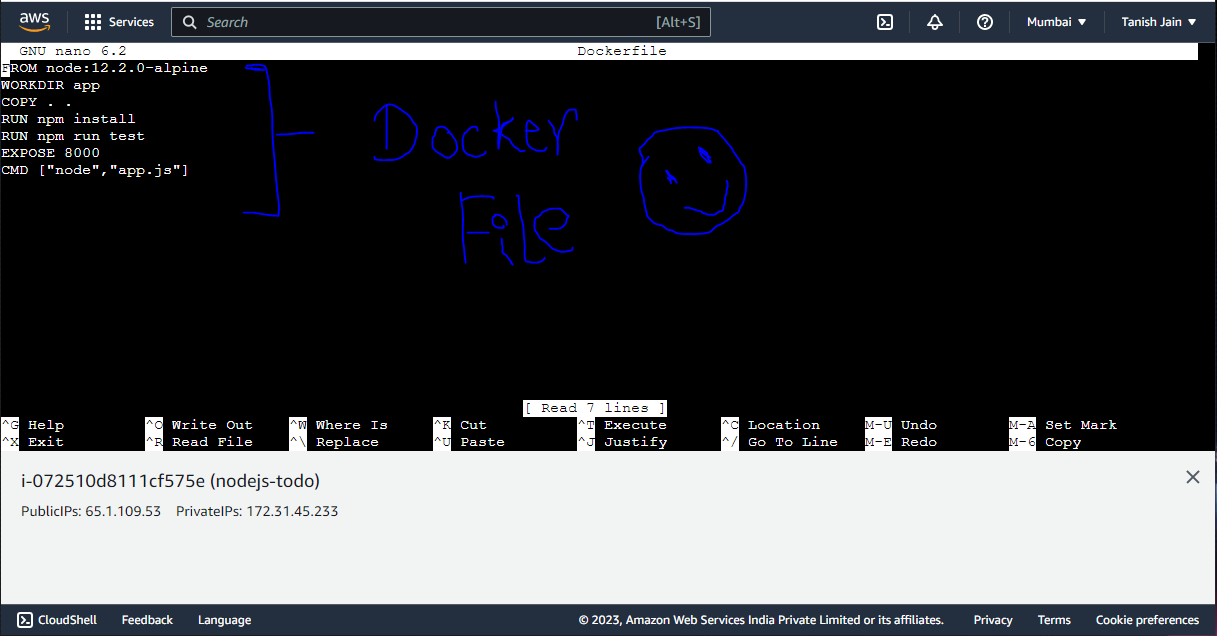 aws Services Search [Alt+S] Mumbai Tanish Jain
GNU nano 6.2 Dockerfile
FROM node:12.2.0-alpine
WORKDIR app
COPY . .
RUN npm install
RUN npm run test
EXPOSE 8000
CMD ["node","app.js"]
Docker
File
[ Read 7 lines ]
^G Help ^O Write Out ^W Where Is ^K Cut ^T Execute ^C Location M-U Undo M-A Set Mark
^X Exit ^R Read File ^\ Replace ^U Paste ^J Justify ^/ Go To Line M-E Redo M-6 Copy
i-072510d8111cf575e (nodejs-todo)
PublicIPs: 65.1.109.53 PrivateIPs: 172.31.45.233
CloudShell Feedback Language © 2023, Amazon Web Services India Private Limited or its affiliates. Privacy Terms Cookie preferences